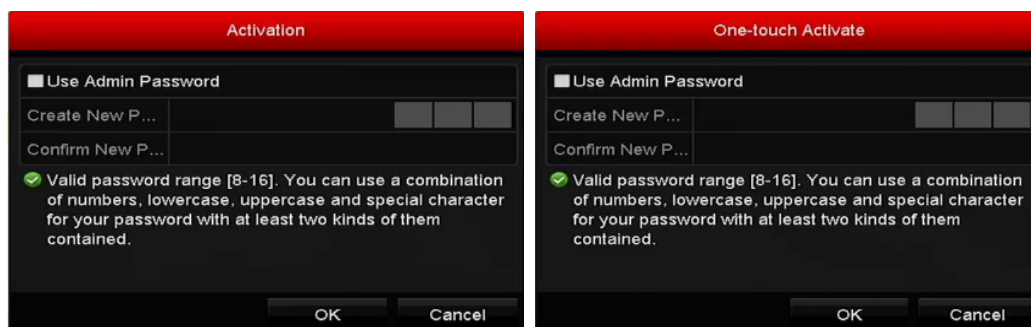 Activation
Use Admin Password
Create New P...
Confirm New P...
Valid password range [8-16]. You can use a combination
of numbers, lowercase, uppercase and special character
for your password with at least two kinds of them
contained.
OK
Cancel
One-touch Activate
Use Admin Password
Create New P...
Confirm New P...
Valid password range [8-16]. You can use a combination
of numbers, lowercase, uppercase and special character
for your password with at least two kinds of them
contained.
OK
Cancel